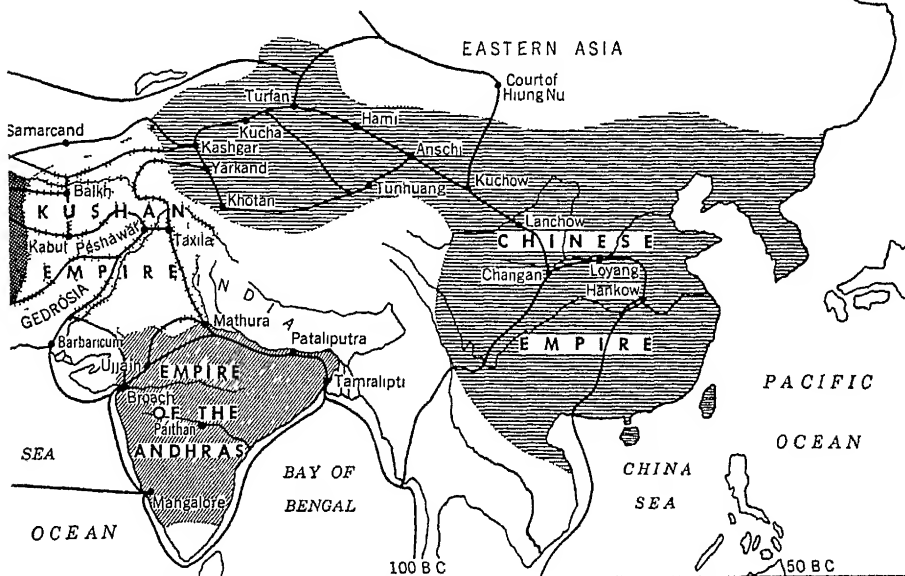 EASTERN ASIA
Court of
Hiung Nu
Turfan
Hami
Samarcand
Kucha
Kashgar
Anschi
Yarkand
Tunhuang
Kuchow
Balkh
Khotan
KUSHAN
Lanchow
CHINESE
Kabul
Peshawar
Taxila
EMPIRE
Changan
Loyang
Hankow
INDIA
GEDROSIA
Mathura
Barbaricum
Pataliputra
EMPIRE
Ujjain
EMPIRE
Tamralipti
PACIFIC
Broach
OF THE
Paithan
OCEAN
SEA
ANDHRAS
BAY OF
BENGAL
CHINA
SEA
Mangalore
OCEAN
100 B C
50 B C